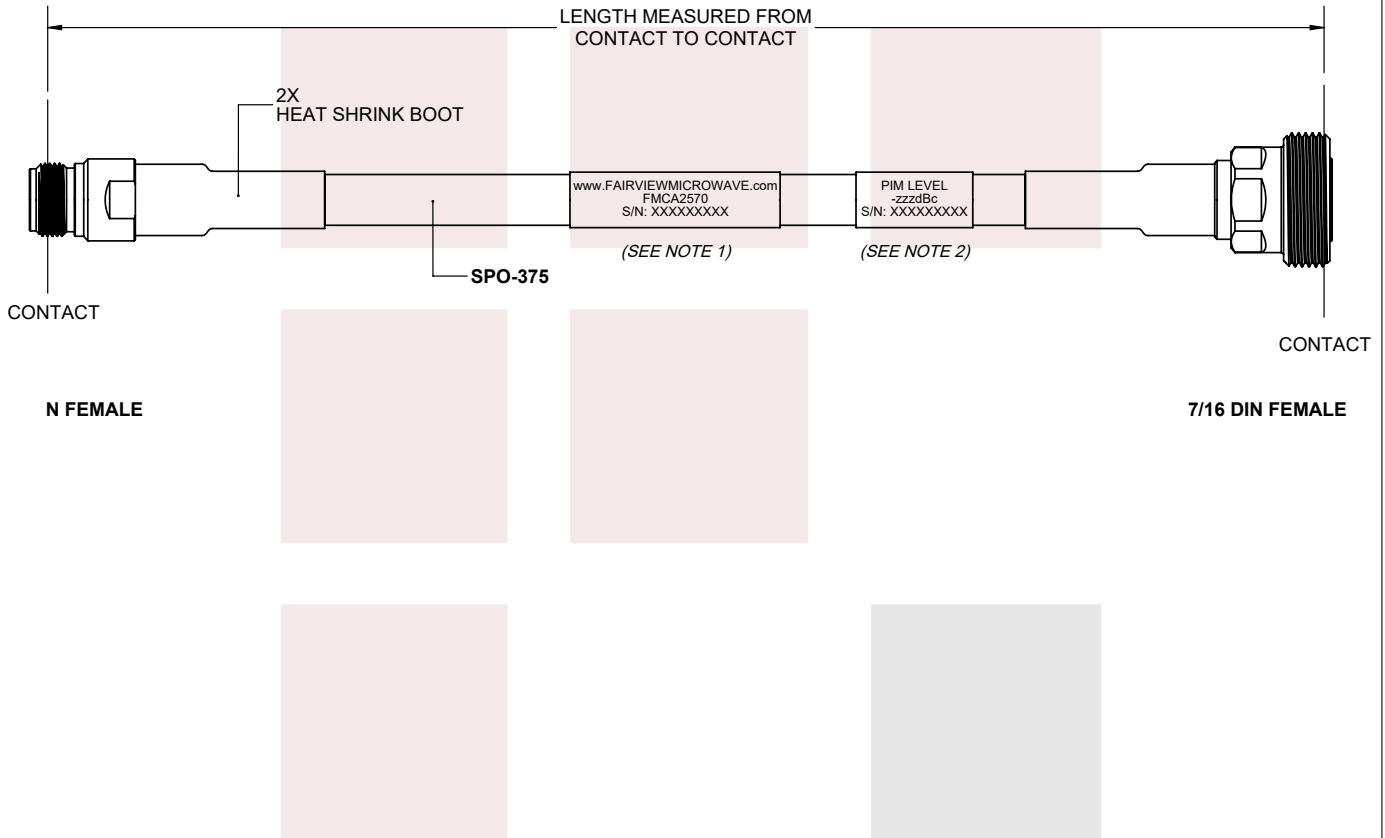 LENGTH MEASURED FROM
CONTACT TO CONTACT
2X
HEAT SHRINK BOOT
www.FAIRVIEWMICROWAVE.com
FMCA2570
S/N: XXXXXXXXX
PIM LEVEL
-zzzdBc
S/N: XXXXXXXXX
(SEE NOTE 1)
(SEE NOTE 2)
SPO-375
CONTACT
CONTACT
N FEMALE
7/16 DIN FEMALE